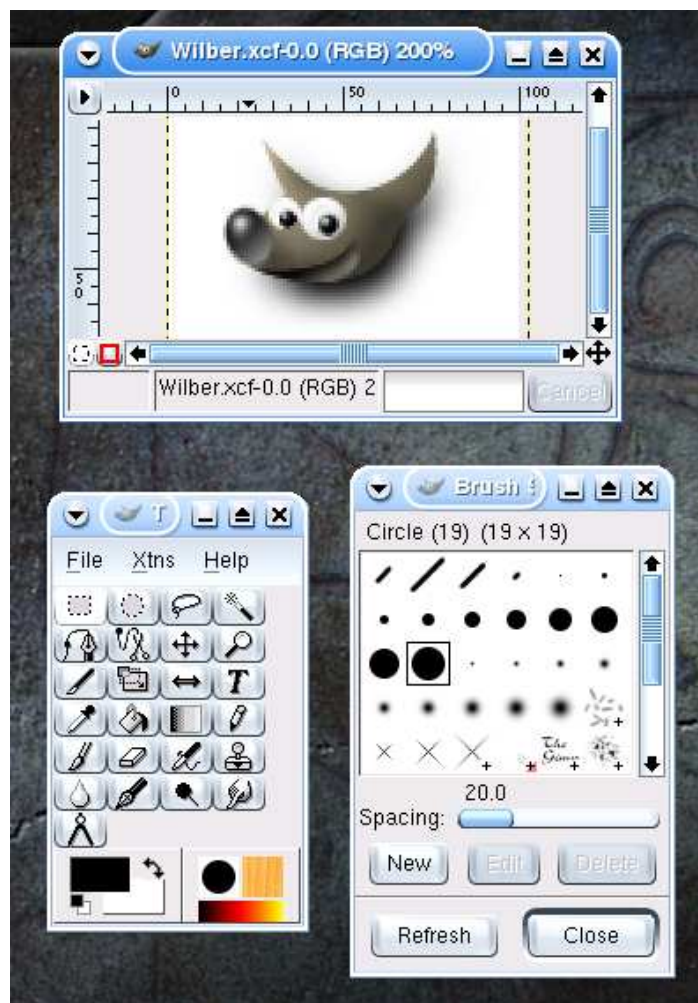 Wilber.xcf-0.0 (RGB) 200%
0 50 100
50
Wilber.xcf-0.0 (RGB) 2
Cancel
T
File Xtns Help
T
Brush
Circle (19) (19 × 19)
The
Gimp
20.0
Spacing:
New Edit Delete
Refresh Close